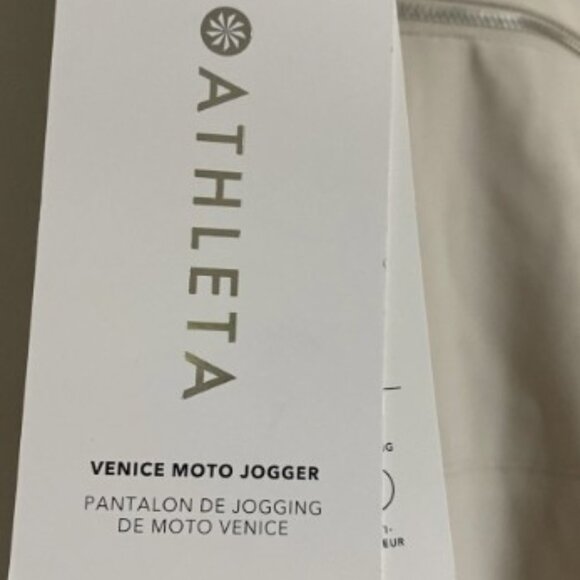 ATHLETA
VENICE MOTO JOGGER
PANTALON DE JOGGING
DE MOTO VENICE